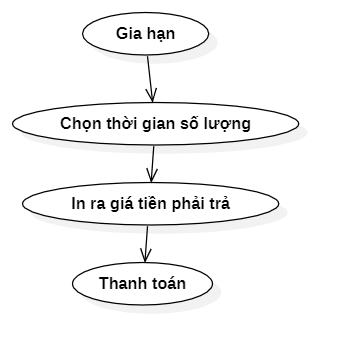 Gia hạn
Chọn thời gian số lượng
In ra giá tiền phải trả
Thanh toán